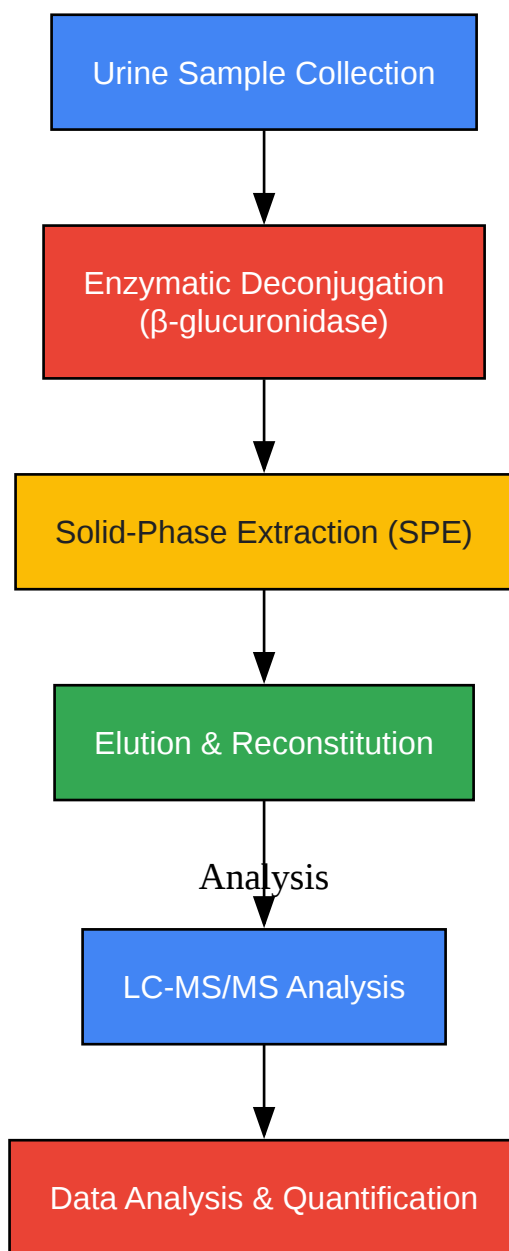 Urine Sample Collection
Enzymatic Deconjugation
(β-glucuronidase)
Solid-Phase Extraction (SPE)
Elution & Reconstitution
Analysis
LC-MS/MS Analysis
Data Analysis & Quantification